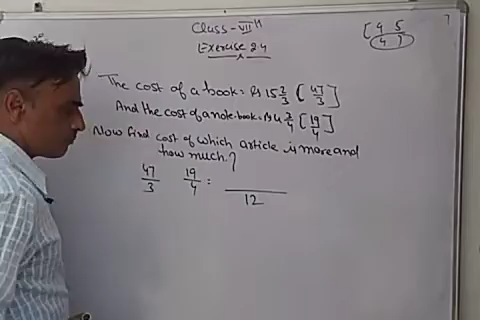 Class - VII th
Exercise 2.4
[ 4 5
The cost of a book = Rs 15 2/3 [ 47/3 ]
And the cost of a note-book = Rs 4 3/4 [ 19/4 ]
Now find cost of which article is more and
how much?
47/3 19/4 = /12